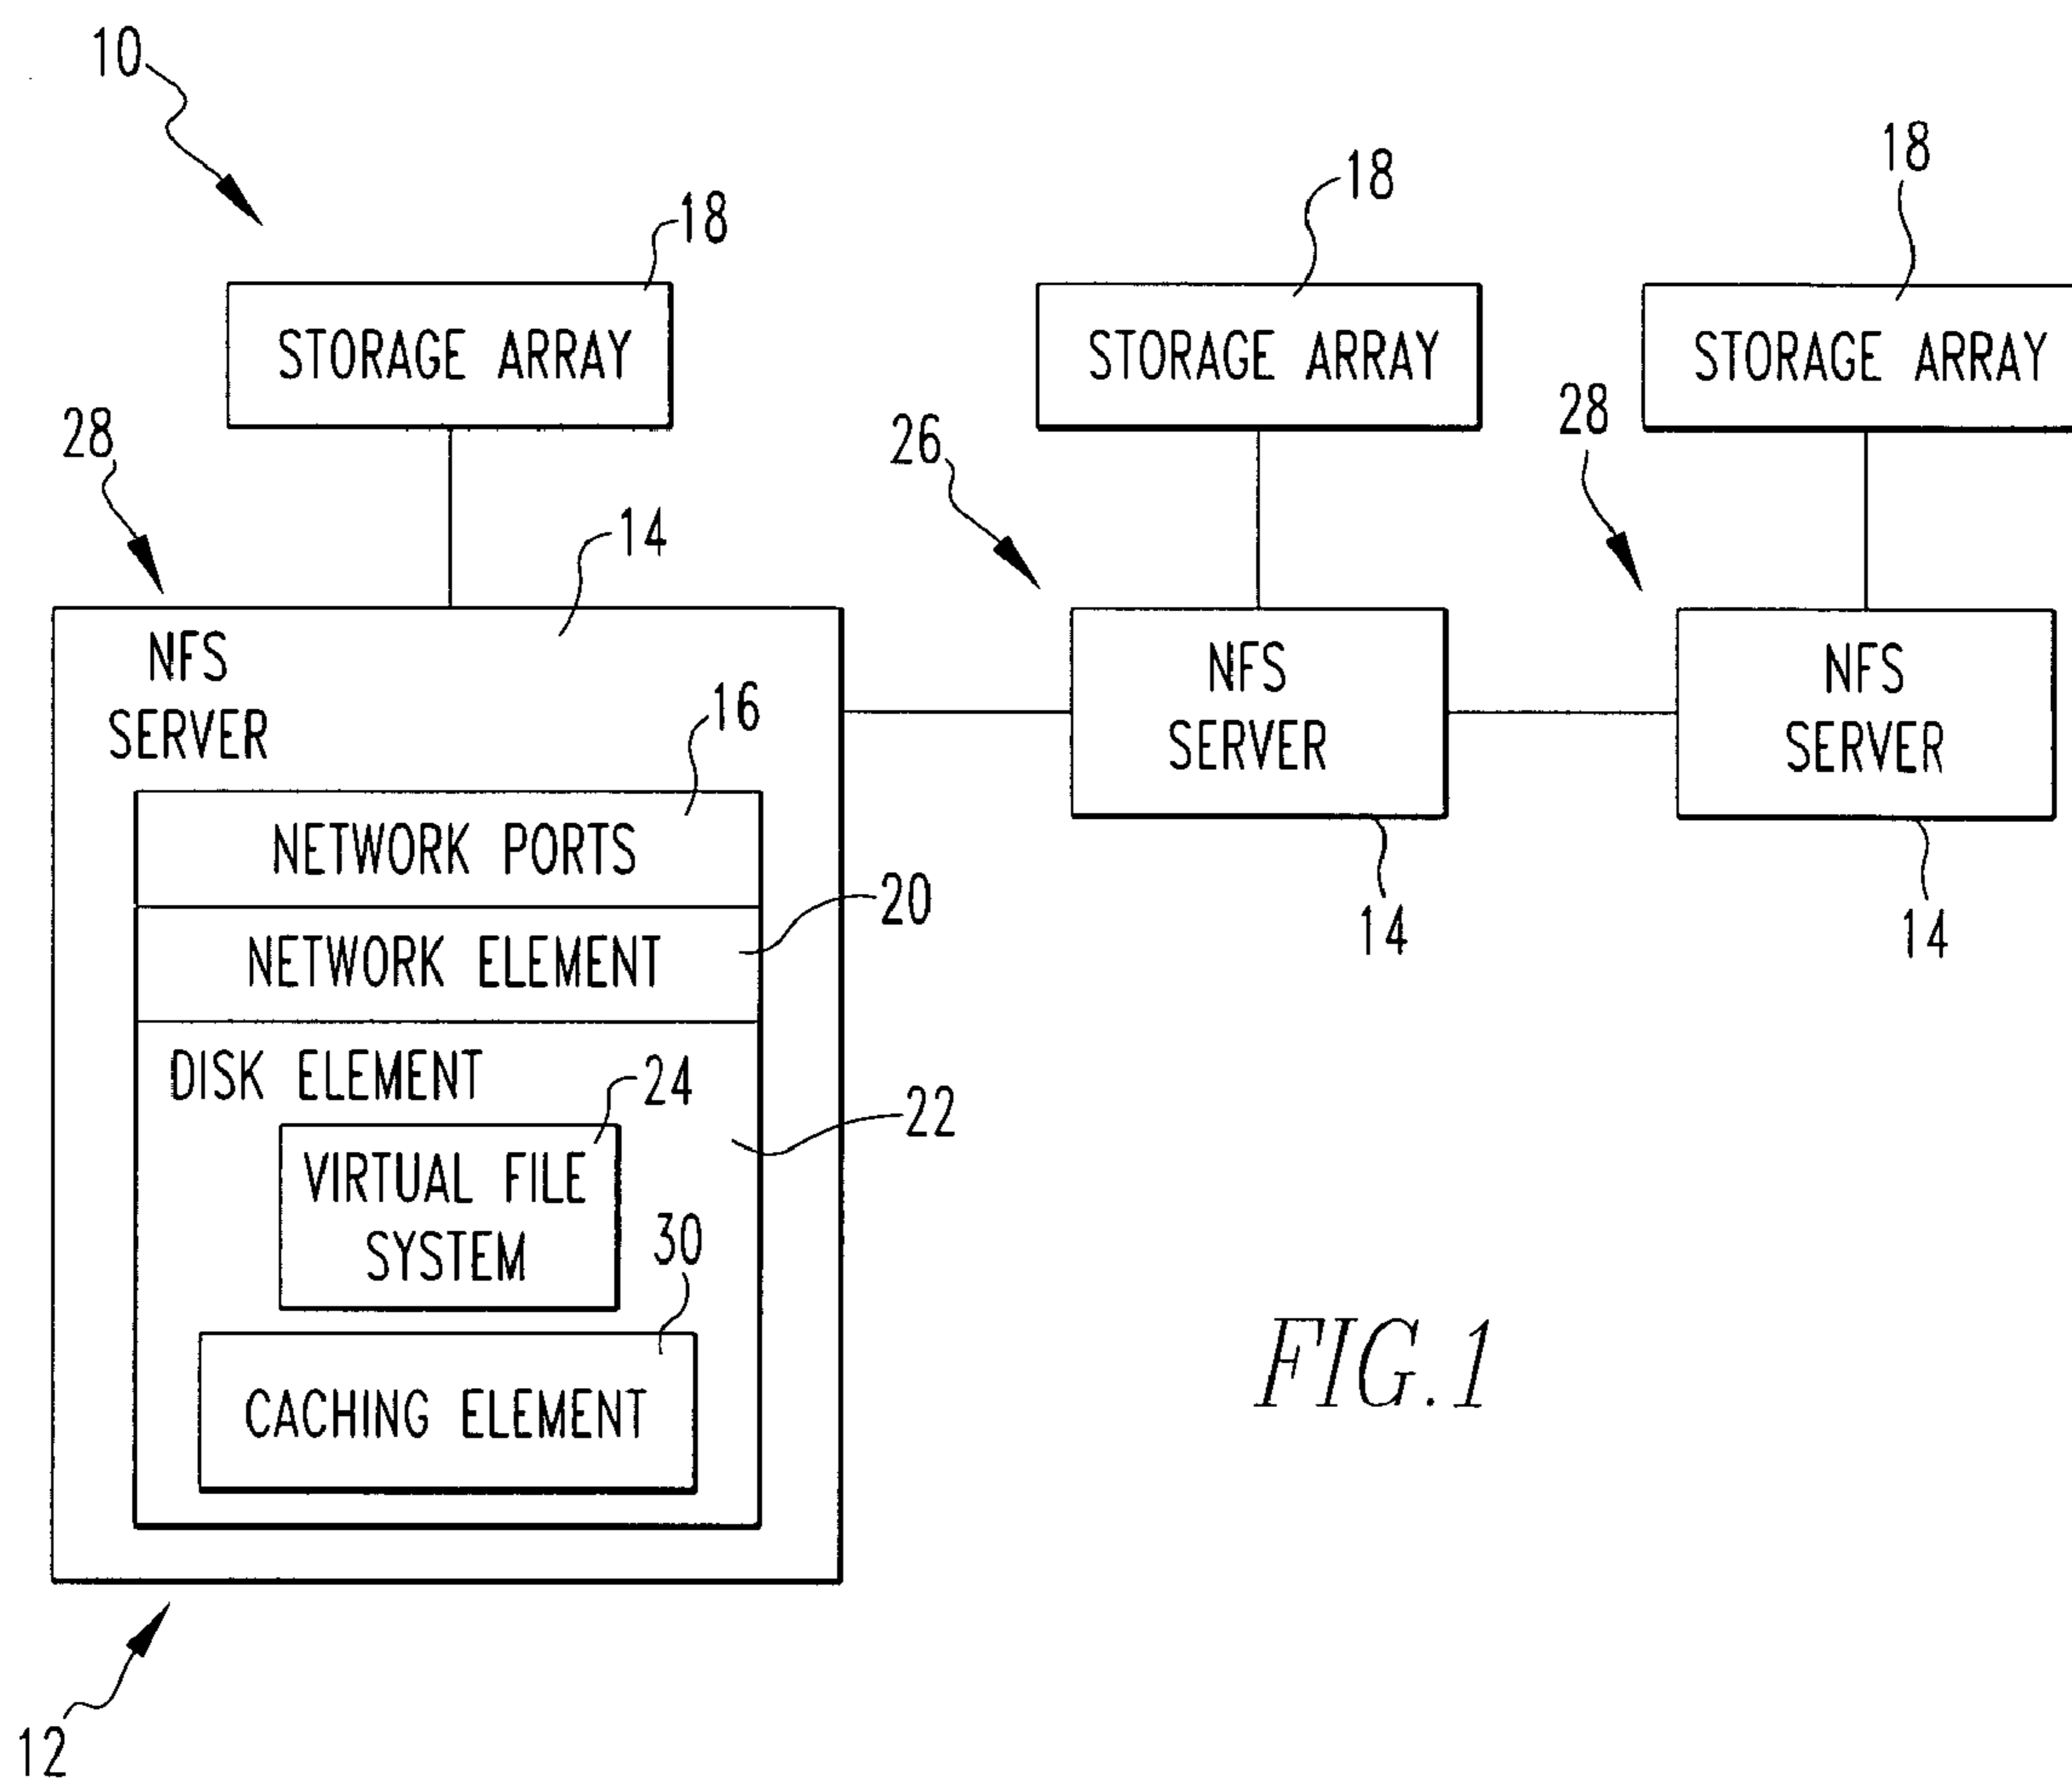 10
18
18
18
STORAGE ARRAY
STORAGE ARRAY
STORAGE ARRAY
28
26
28
14
NFS
SERVER
NFS
SERVER
NFS
SERVER
16
NETWORK PORTS
20
14
14
NETWORK ELEMENT
DISK ELEMENT
24
22
VIRTUAL FILE
SYSTEM
30
CACHING ELEMENT
FIG.1
12